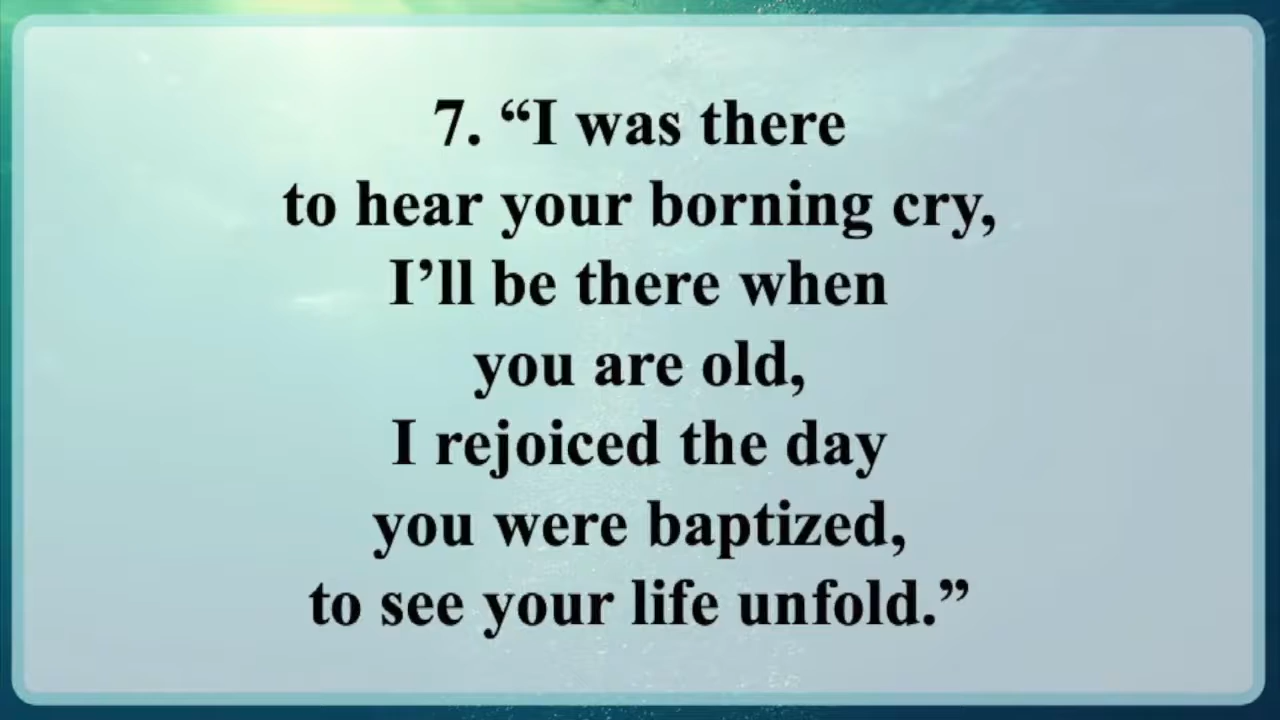 7. “I was there
to hear your borning cry,
I’ll be there when
you are old,
I rejoiced the day
you were baptized,
to see your life unfold.”